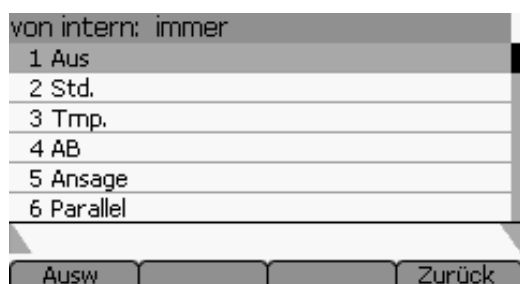 von intern: immer
1 Aus
2 Std.
3 Tmp.
4 AB
5 Ansage
6 Parallel
Ausw Zurück